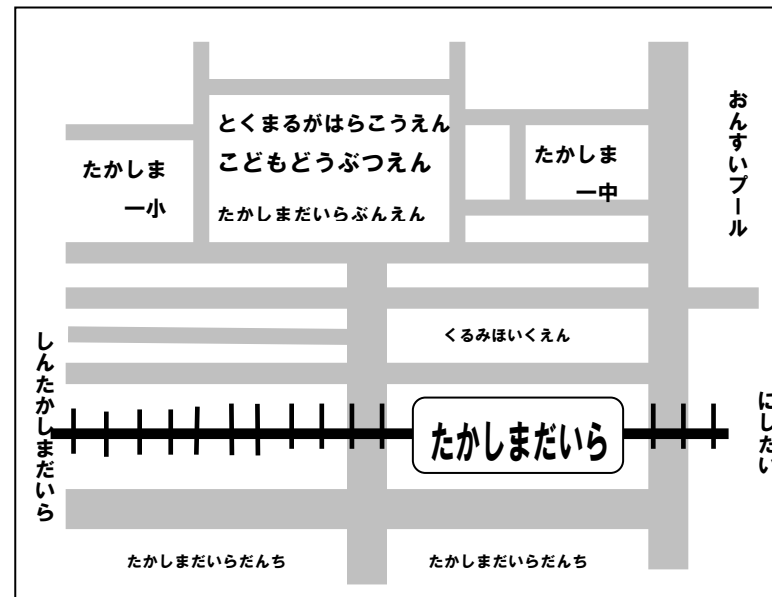 とくまるがはらこうえん
こどもどうぶつえん
たかしまだいらぶんえん
たかしま
一小
たかしま
一中
おんすいプール
くるみほいくえん
しんたかしまだいら
たかしまだいら
にしだい
たかしまだいらだんち
たかしまだいらだんち